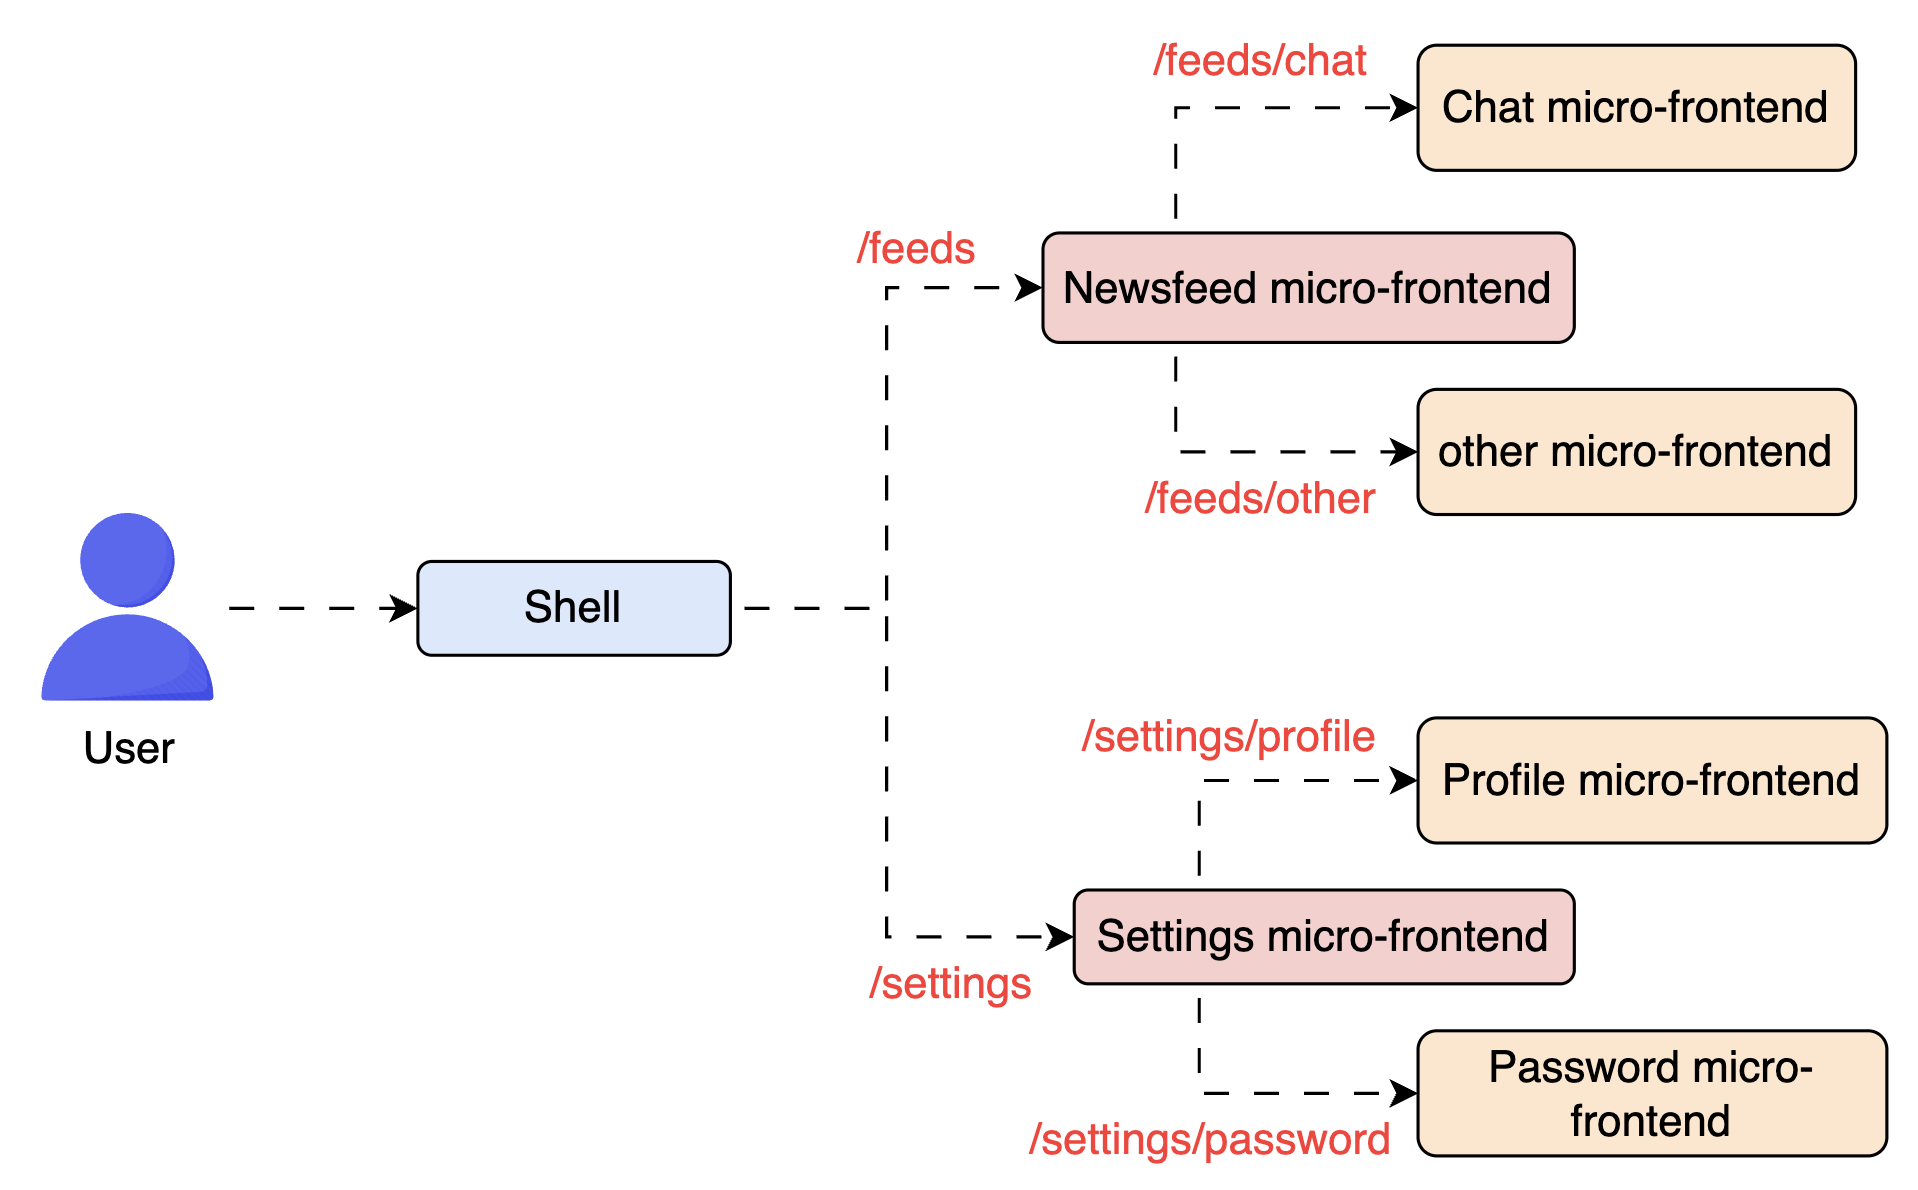 /feeds/chat
Chat micro-frontend
/feeds
Newsfeed micro-frontend
other micro-frontend
/feeds/other
Shell
User
/settings/profile
Profile micro-frontend
Settings micro-frontend
/settings
Password micro-
frontend
/settings/password